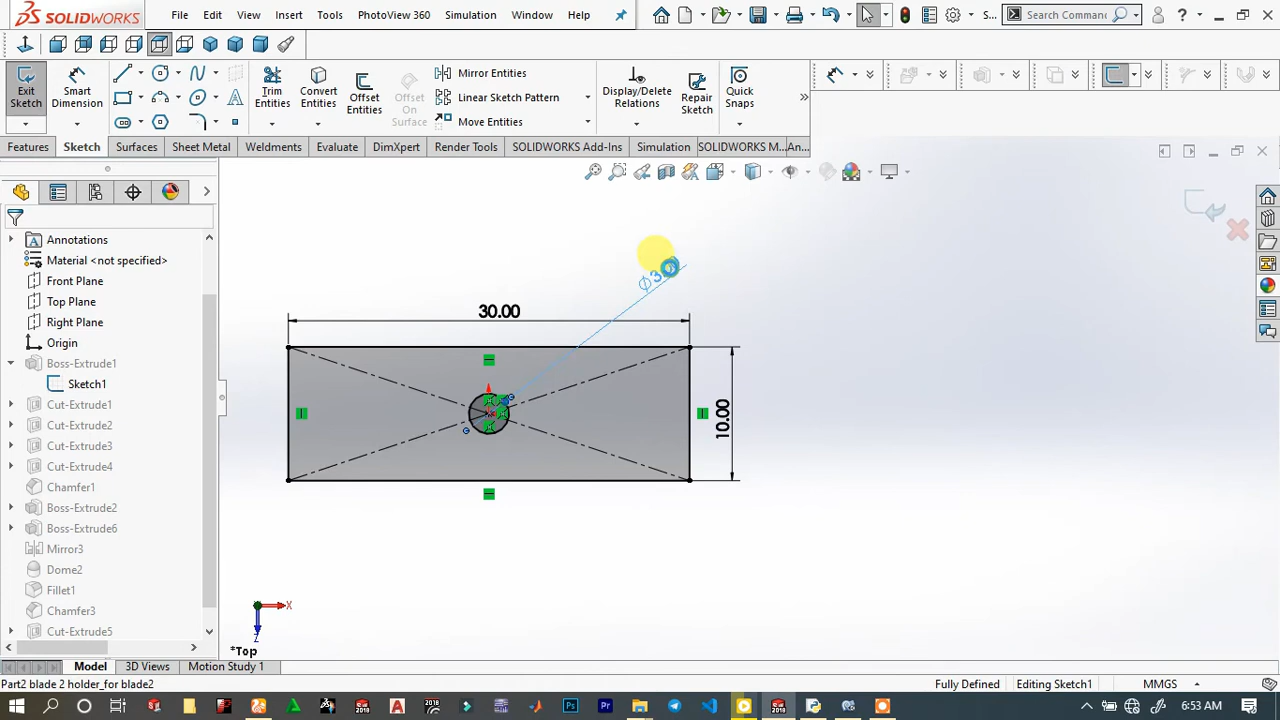 SOLIDWORKS
File Edit View Insert Tools PhotoView 360 Simulation Window Help
S...
Search Commands
Exit Sketch
Smart Dimension
Trim Entities
Convert Entities
Offset Entities
Offset On Surface
Mirror Entities
Linear Sketch Pattern
Move Entities
Display/Delete Relations
Repair Sketch
Quick Snaps
Features Sketch Surfaces Sheet Metal Weldments Evaluate DimXpert Render Tools SOLIDWORKS Add-Ins Simulation SOLIDWORKS M... An...
Annotations
Material <not specified>
Front Plane
Top Plane
Right Plane
Origin
Boss-Extrude1
Sketch1
Cut-Extrude1
Cut-Extrude2
Cut-Extrude3
Cut-Extrude4
Chamfer1
Boss-Extrude2
Boss-Extrude6
Mirror3
Dome2
Fillet1
Chamfer3
Cut-Extrude5
30.00
10.00
X
Z
*Top
Model 3D Views Motion Study 1
Part2 blade 2 holder_for blade2
Fully Defined Editing Sketch1 MMGS
6:53 AM